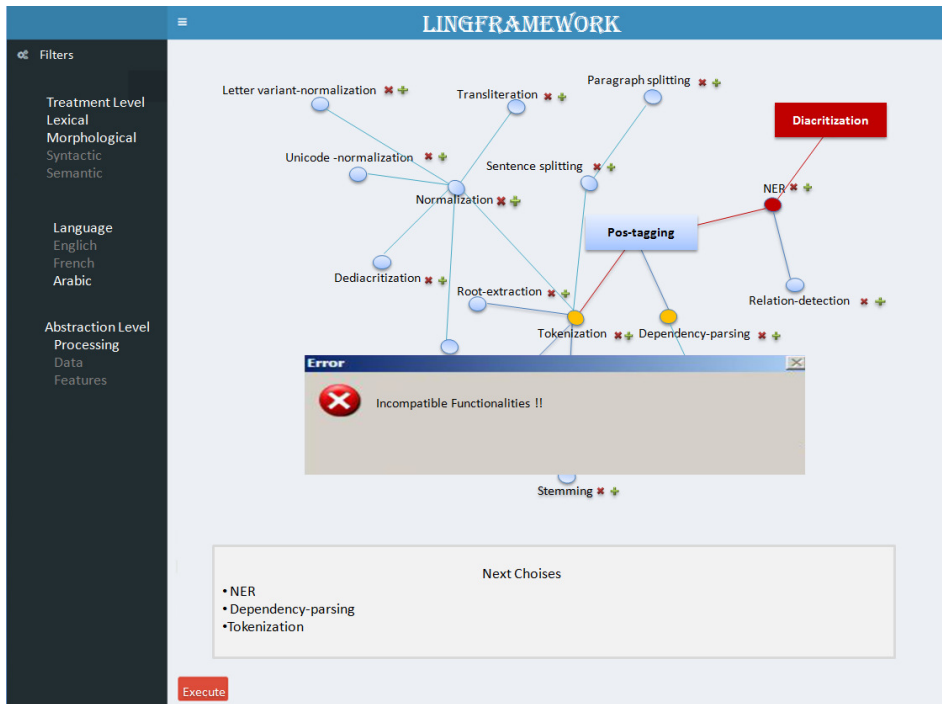 LINGFRAMEWORK
Filters
Treatment Level
Lexical
Morphological
Syntactic
Semantic
Language
Englich
French
Arabic
Abstraction Level
Processing
Data
Features
Letter variant-normalization
Transliteration
Paragraph splitting
Diacritization
Unicode -normalization
Sentence splitting
NER
Normalization
Pos-tagging
Dediacritization
Root-extraction
Relation-detection
Tokenization
Dependency-parsing
Error
Incompatible Functionalities !!
Stemming
Next Choises
• NER
• Dependency-parsing
•Tokenization
Execute